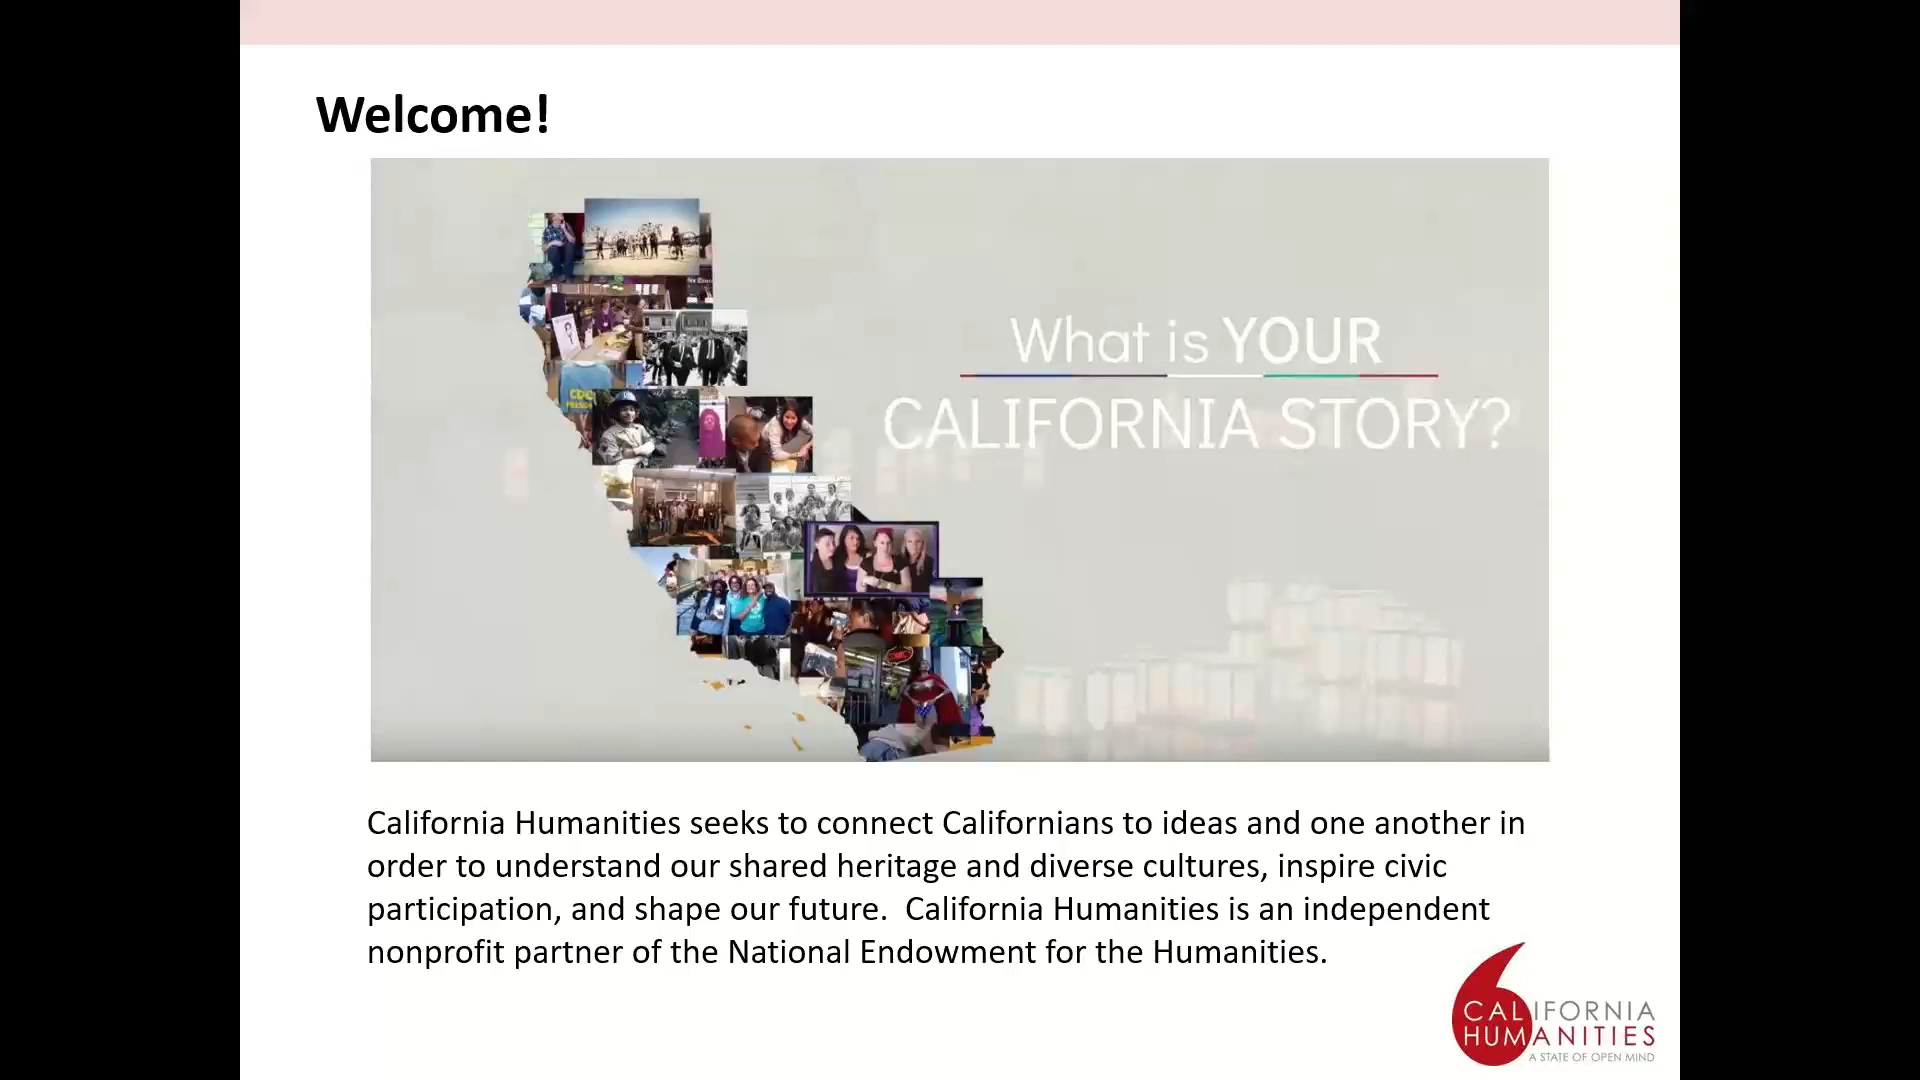 Welcome!
What is YOUR
CALIFORNIA STORY?
California Humanities seeks to connect Californians to ideas and one another in
order to understand our shared heritage and diverse cultures, inspire civic
participation, and shape our future.  California Humanities is an independent
nonprofit partner of the National Endowment for the Humanities.
CALIFORNIA
HUMANITIES
A STATE OF OPEN MIND